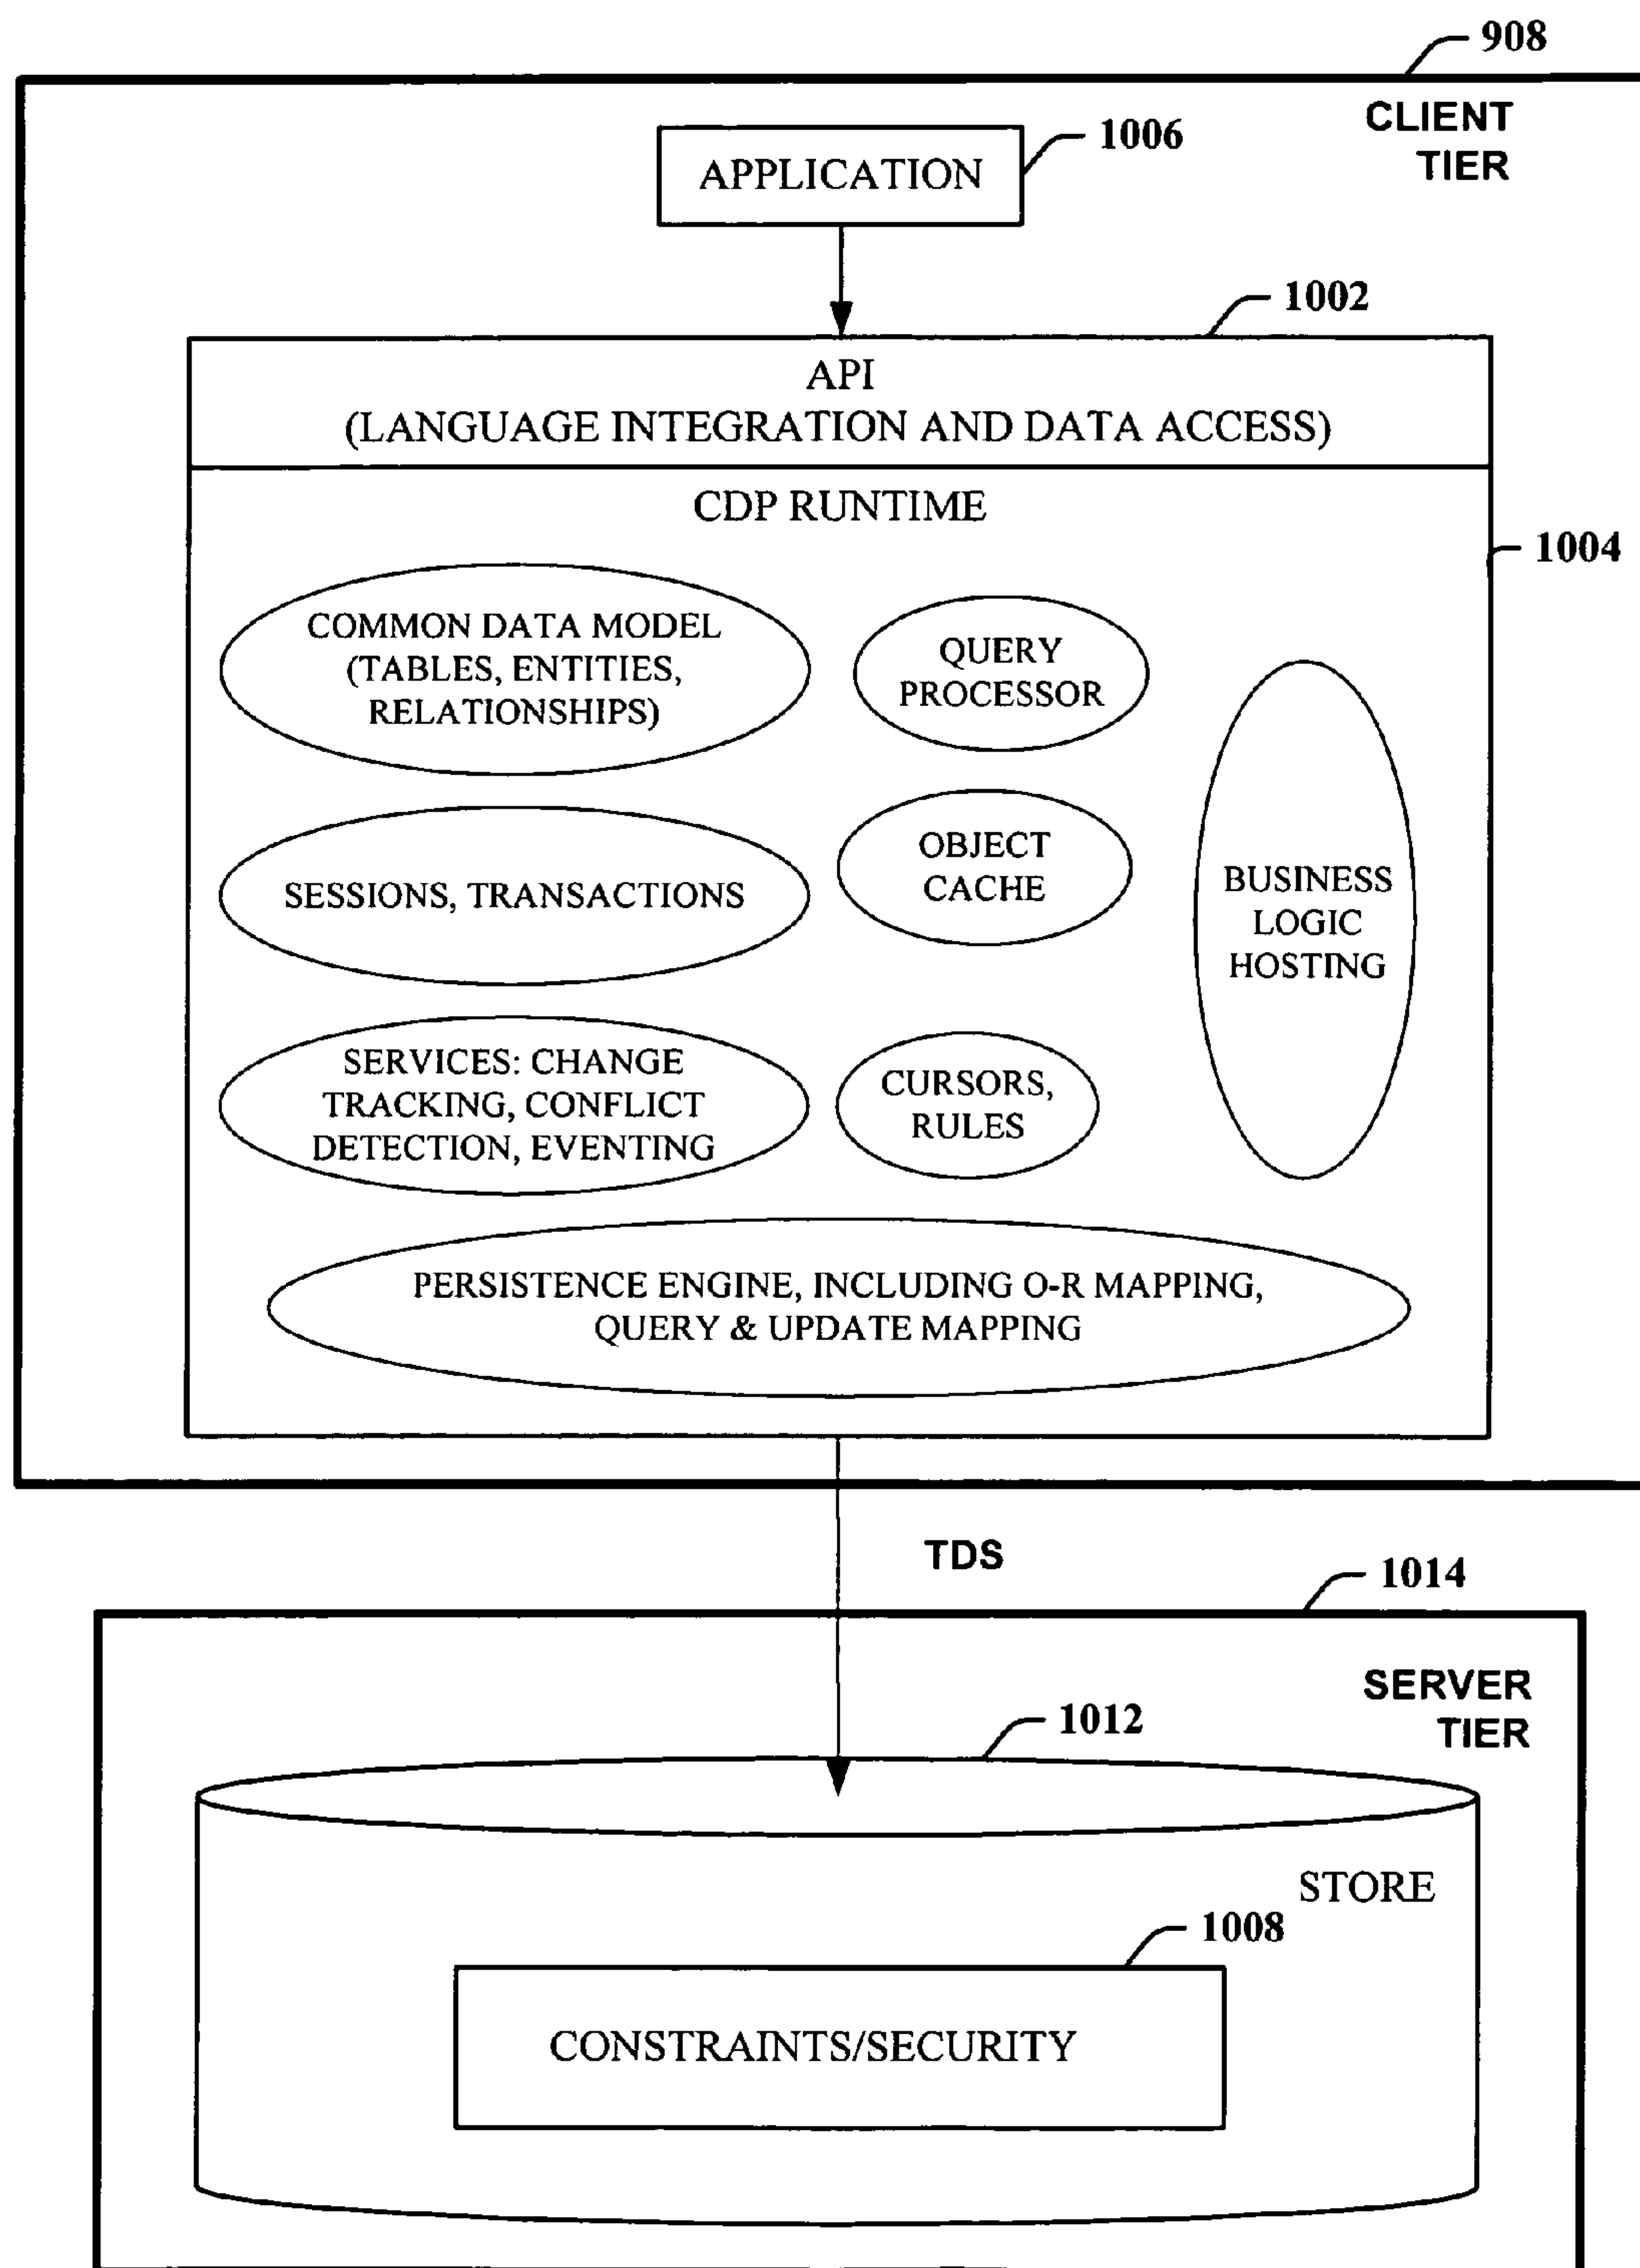 908
CLIENT
TIER
1006
APPLICATION
1002
API
(LANGUAGE INTEGRATION AND DATA ACCESS)
CDP RUNTIME
1004
COMMON DATA MODEL
(TABLES, ENTITIES,
RELATIONSHIPS)
QUERY
PROCESSOR
OBJECT
CACHE
BUSINESS
LOGIC
HOSTING
SESSIONS, TRANSACTIONS
SERVICES: CHANGE
TRACKING, CONFLICT
DETECTION, EVENTING
CURSORS,
RULES
PERSISTENCE ENGINE, INCLUDING O-R MAPPING,
QUERY & UPDATE MAPPING
TDS
1014
SERVER
TIER
1012
STORE
1008
CONSTRAINTS/SECURITY